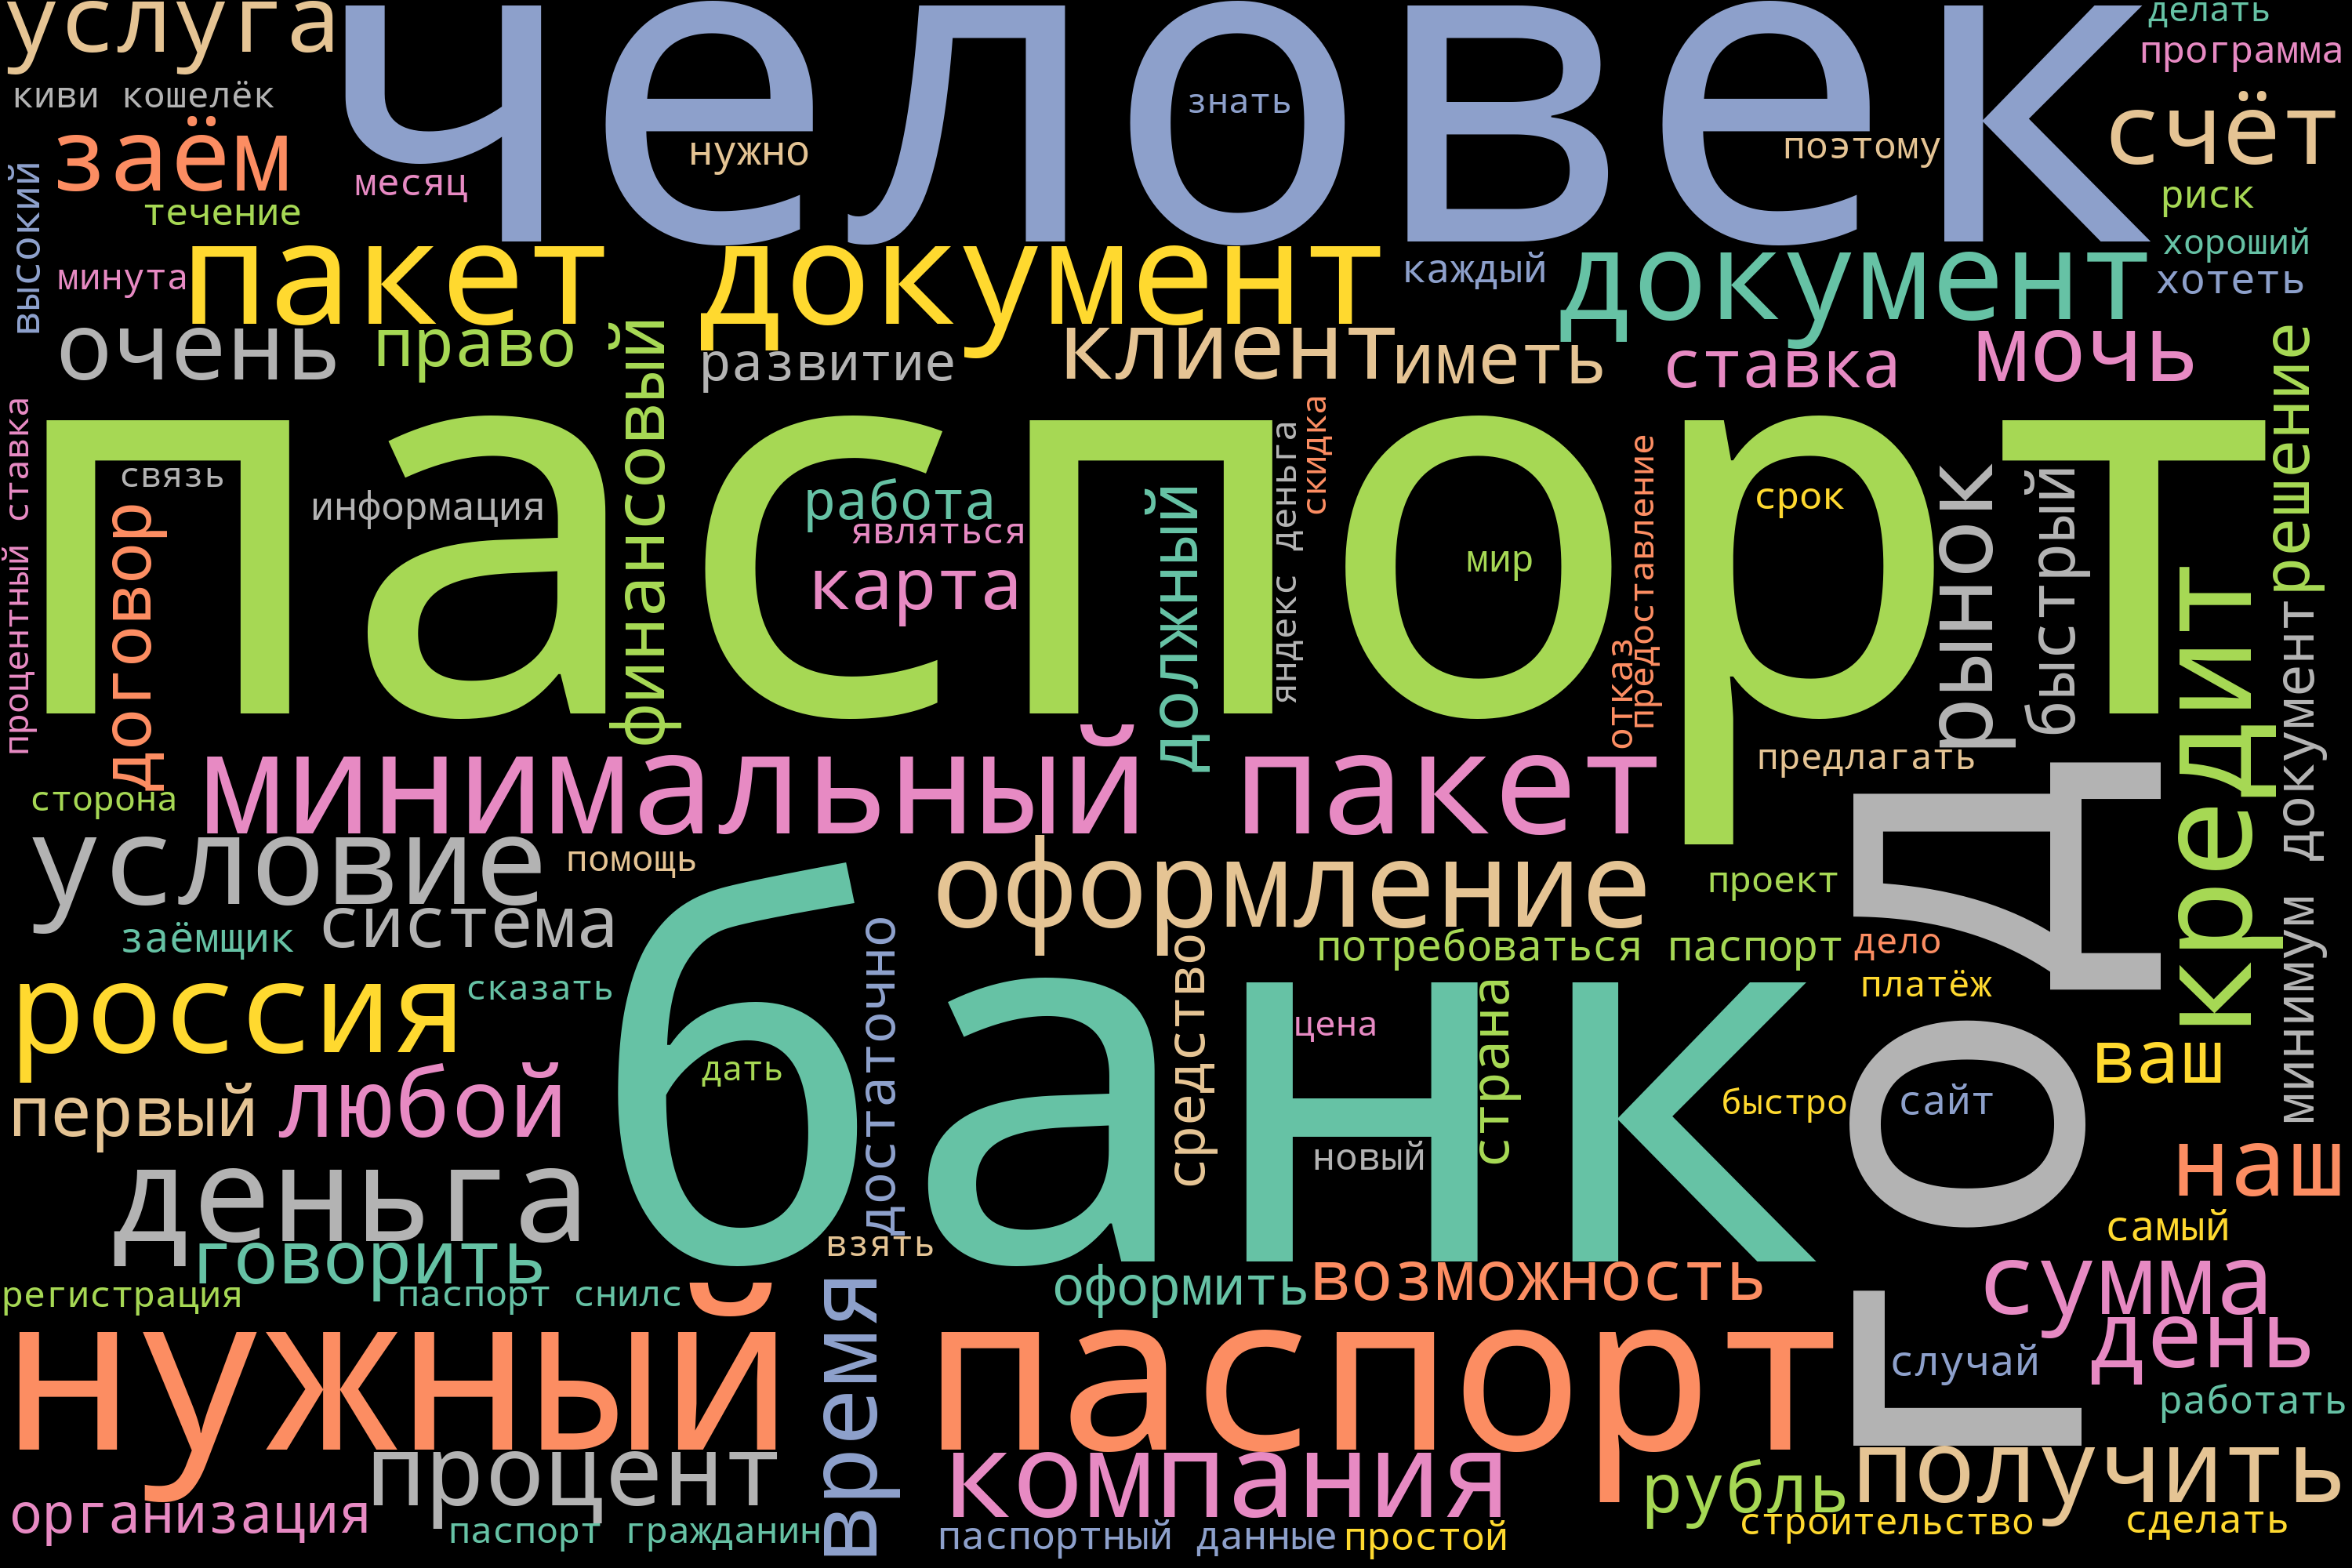 услуга
человек
делать
программа
киви кошелёк
знать
счёт
заём
нужно
поэтому
месяц
высокий
течение
риск
минута
пакет документ
каждый
документ
хороший
хотеть
очень
право
финансовый
развитие
клиент
иметь
ставка
мочь
решение
процентный ставка
паспорт
связь
информация
договор
работа
являться
карта
должный
яндекс деньга
скидка
мир
отказ
предоставление
срок
рынок
быстрый
кредит
минимум документ
сторона
минимальный пакет
предлагать
условие
помощь
оформление
проект
год
заёмщик
система
банк
достаточно
средство
потребоваться паспорт
дело
платёж
россия
сказать
цена
страна
ваш
первый
любой
дать
быстро
сайт
новый
наш
деньга
говорить
взять
самый
регистрация
паспорт снилс
оформить
возможность
сумма
нужный паспорт
время
день
случай
работать
процент
компания
рубль
получить
организация
паспорт гражданин
паспортный данные
простой
строительство
сделать